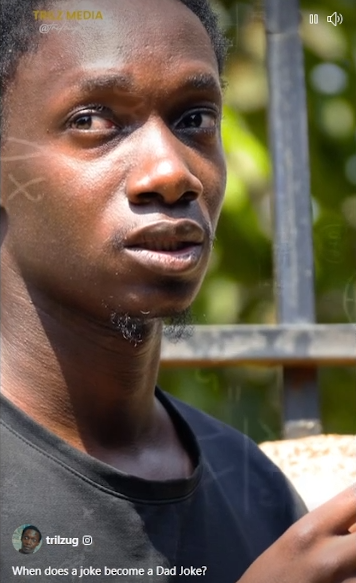 TRILZ MEDIA
trilzug
When does a joke become a Dad Joke?